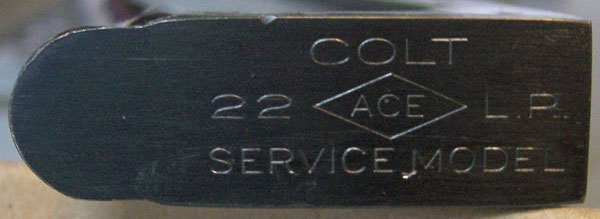 COLT
22 ACE L.R.
SERVICE MODEL